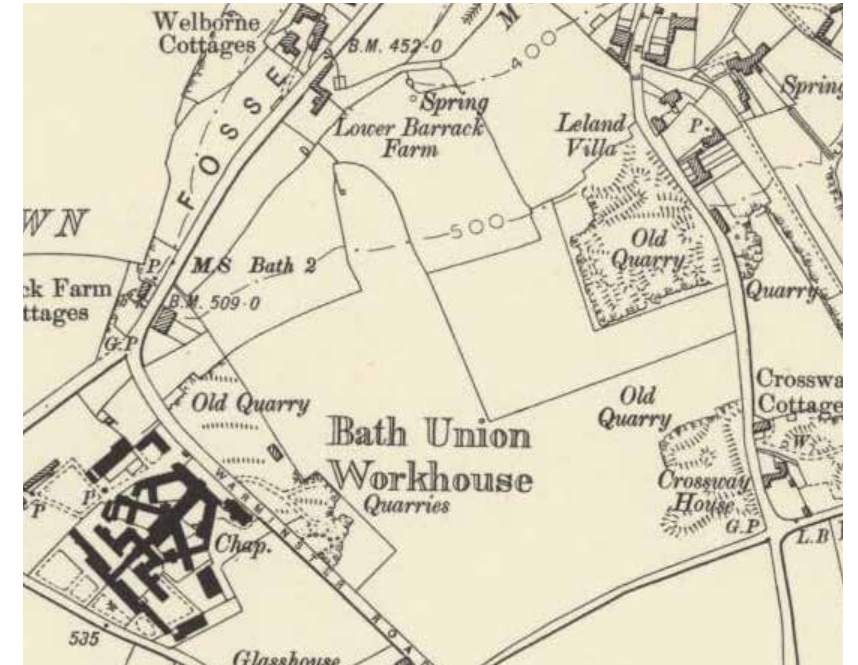 Welborne
Cottages
B.M. 452·0
M
400
Spring
Spring
Lower Barrack
Farm
Leland
Villa
P
FOSSE
WN
500
Old
Quarry
P
M.S Bath 2
ck Farm
ttages
B.M. 509·0
Quarry
G.P
Old Quarry
Old
Quarry
Crosswa
Cottage
Bath Union
Workhouse
Quarries
W
Crossway
House
WARMINSTER ROA
P
P
G.P
Chap.
L.B
535
Glasshouse